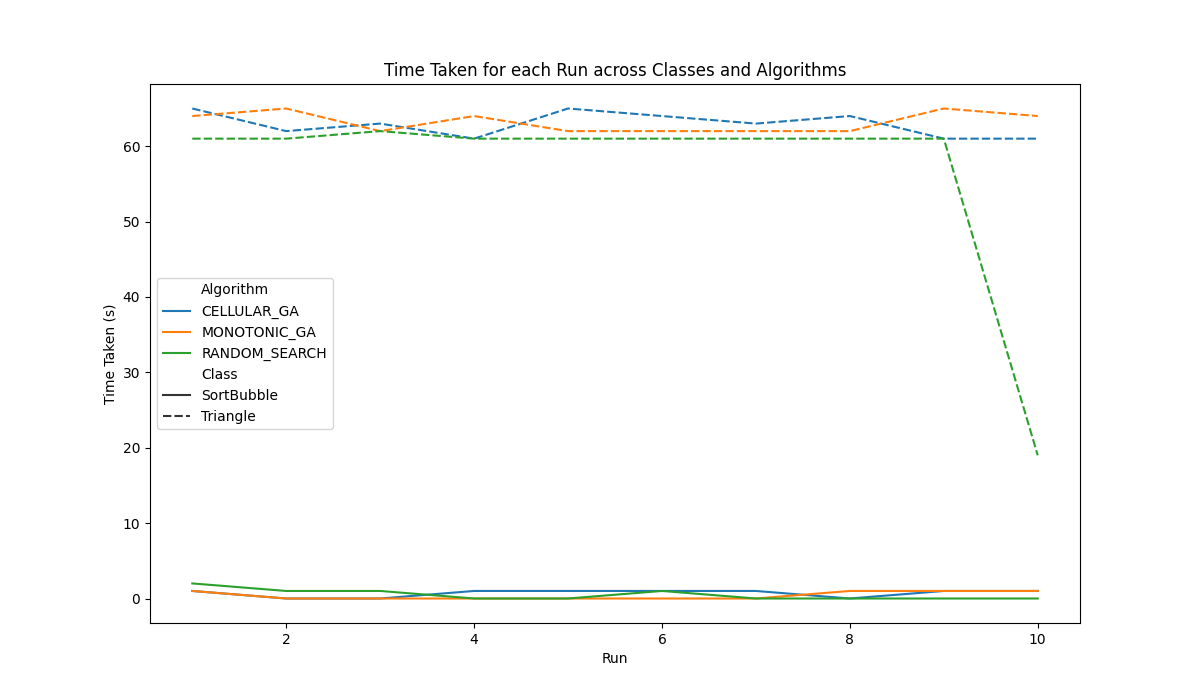 Time Taken for each Run across Classes and Algorithms
Time Taken (s)
60
50
40
30
20
10
0
Algorithm
CELLULAR_GA
MONOTONIC_GA
RANDOM_SEARCH
Class
SortBubble
Triangle
2
4
6
8
10
Run